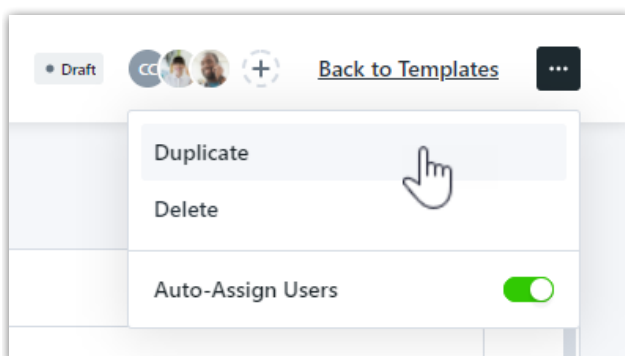 Draft
CC
Back to Templates
Duplicate
Delete
Auto-Assign Users